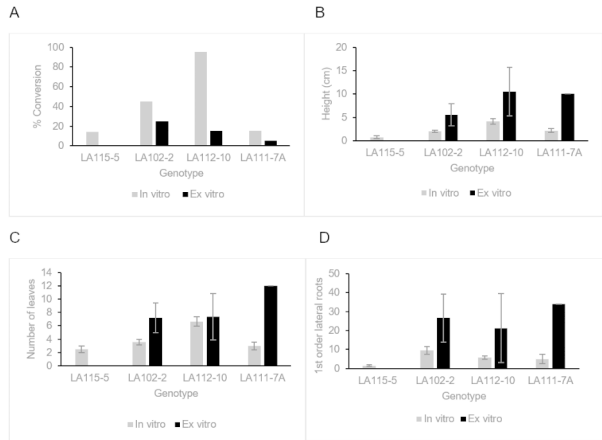 A
% Conversion
100
80
60
40
20
0
LA115-5 LA102-2 LA112-10 LA111-7A
Genotype
In vitro Ex vitro
B
Height (cm)
20
15
10
5
0
LA115-5 LA102-2 LA112-10 LA111-7A
Genotype
In vitro Ex vitro
C
Number of leaves
14
12
10
8
6
4
2
0
LA115-5 LA102-2 LA112-10 LA111-7A
Genotype
In vitro Ex vitro
D
1st order lateral roots
50
40
30
20
10
0
LA115-5 LA102-2 LA112-10 LA111-7A
Genotype
In vitro Ex vitro